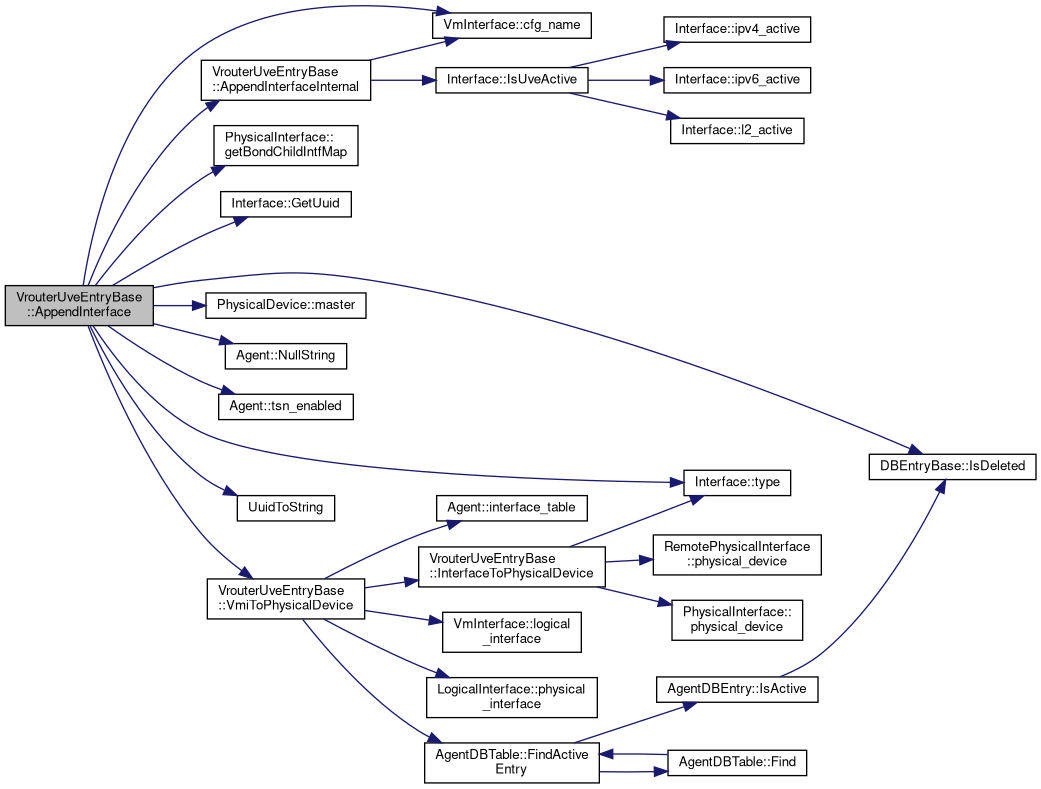 VmInterface::cfg_name
Interface::ipv4_active
VrouterUveEntryBase
::AppendInterfaceInternal
Interface::IsUveActive
Interface::ipv6_active
Interface::l2_active
PhysicalInterface::
getBondChildIntfMap
Interface::GetUuid
VrouterUveEntryBase
::AppendInterface
PhysicalDevice::master
Agent::NullString
Agent::tsn_enabled
DBEntryBase::IsDeleted
Interface::type
UuidToString
Agent::interface_table
VrouterUveEntryBase
::InterfaceToPhysicalDevice
RemotePhysicalInterface
::physical_device
VrouterUveEntryBase
::VmiToPhysicalDevice
PhysicalInterface::
physical_device
VmInterface::logical
_interface
LogicalInterface::physical
_interface
AgentDBEntry::IsActive
AgentDBTable::FindActive
Entry
AgentDBTable::Find